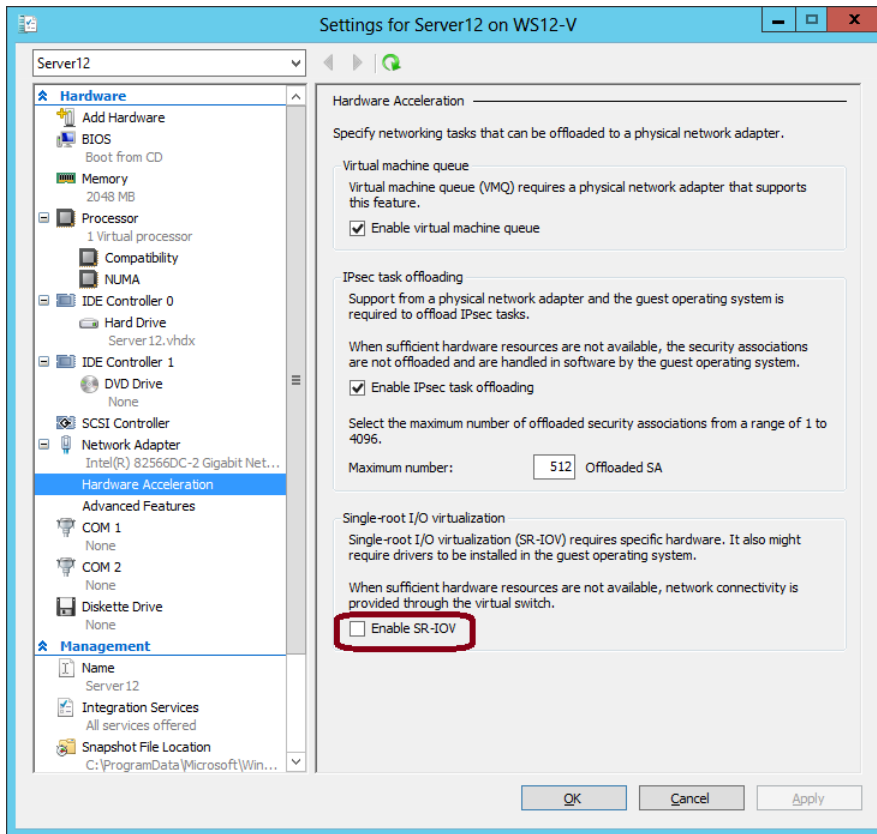 Settings for Server12 on WS12-V
x
Server12
Hardware
Add Hardware
BIOS
Boot from CD
Memory
2048 MB
Processor
1 Virtual processor
Compatibility
NUMA
IDE Controller 0
Hard Drive
Server12.vhdx
IDE Controller 1
DVD Drive
None
SCSI Controller
Network Adapter
Intel(R) 82566DC-2 Gigabit Net...
Hardware Acceleration
Advanced Features
COM 1
None
COM 2
None
Diskette Drive
None
Management
Name
Server12
Integration Services
All services offered
Snapshot File Location
C:\ProgramData\Microsoft\Win...
Hardware Acceleration
Specify networking tasks that can be offloaded to a physical network adapter.
Virtual machine queue
Virtual machine queue (VMQ) requires a physical network adapter that supports
this feature.
Enable virtual machine queue
IPsec task offloading
Support from a physical network adapter and the guest operating system is
required to offload IPsec tasks.
When sufficient hardware resources are not available, the security associations
are not offloaded and are handled in software by the guest operating system.
Enable IPsec task offloading
Select the maximum number of offloaded security associations from a range of 1 to
4096.
Maximum number: 512 Offloaded SA
Single-root I/O virtualization
Single-root I/O virtualization (SR-IOV) requires specific hardware. It also might
require drivers to be installed in the guest operating system.
When sufficient hardware resources are not available, network connectivity is
provided through the virtual switch.
Enable SR-IOV
OK Cancel Apply